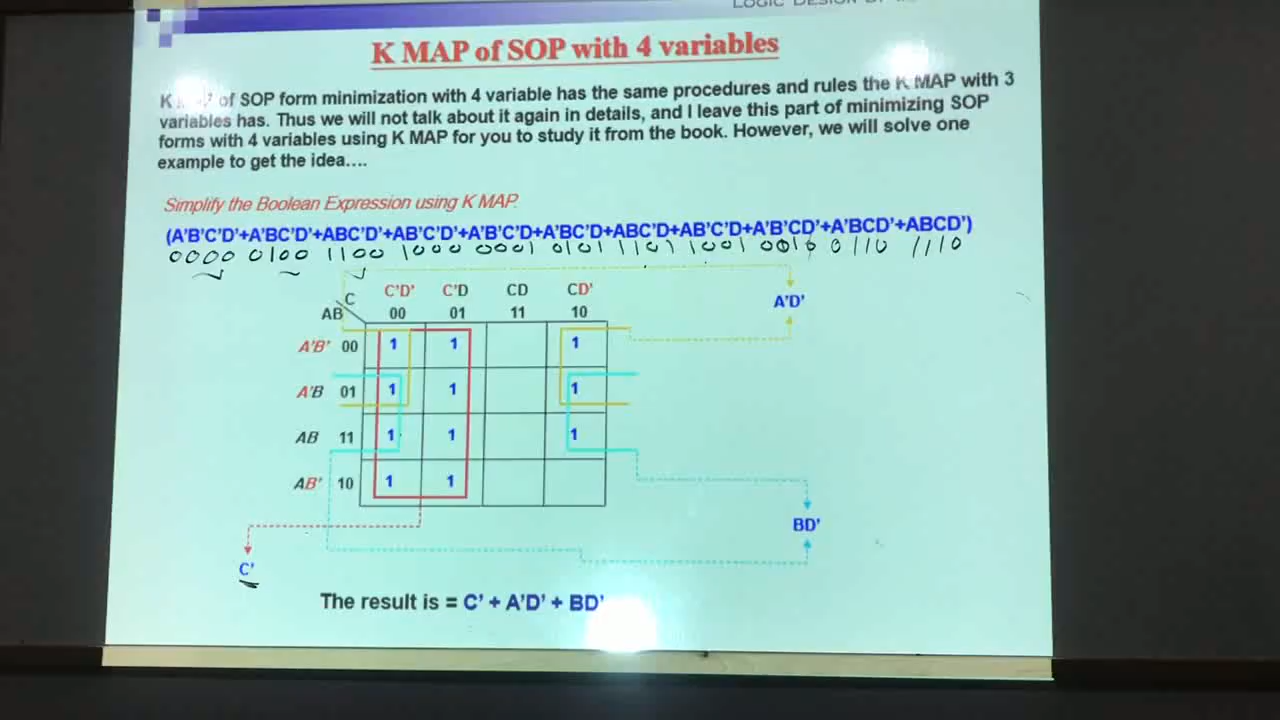 LOGIC DESIGN
K MAP of SOP with 4 variables
K of SOP form minimization with 4 variable has the same procedures and rules the K MAP with 3
variables has. Thus we will not talk about it again in details, and I leave this part of minimizing SOP
forms with 4 variables using K MAP for you to study it from the book. However, we will solve one
example to get the idea….
Simplify the Boolean Expression using K MAP.
(A'B'C'D'+A'BC'D'+ABC'D'+AB'C'D'+A'B'C'D+A'BC'D+ABC'D+AB'C'D+A'B'CD'+A'BCD'+ABCD')
0000 0100 1100 1000 0001 0101 1101 1001 0010 0110 1110
C C'D' C'D CD CD' A'D'
AB 00 01 11 10
A'B' 00 1 1 1
A'B 01 1 1 1
AB 11 1 1 1
AB' 10 1 1
BD'
C'
The result is = C' + A'D' + BD'